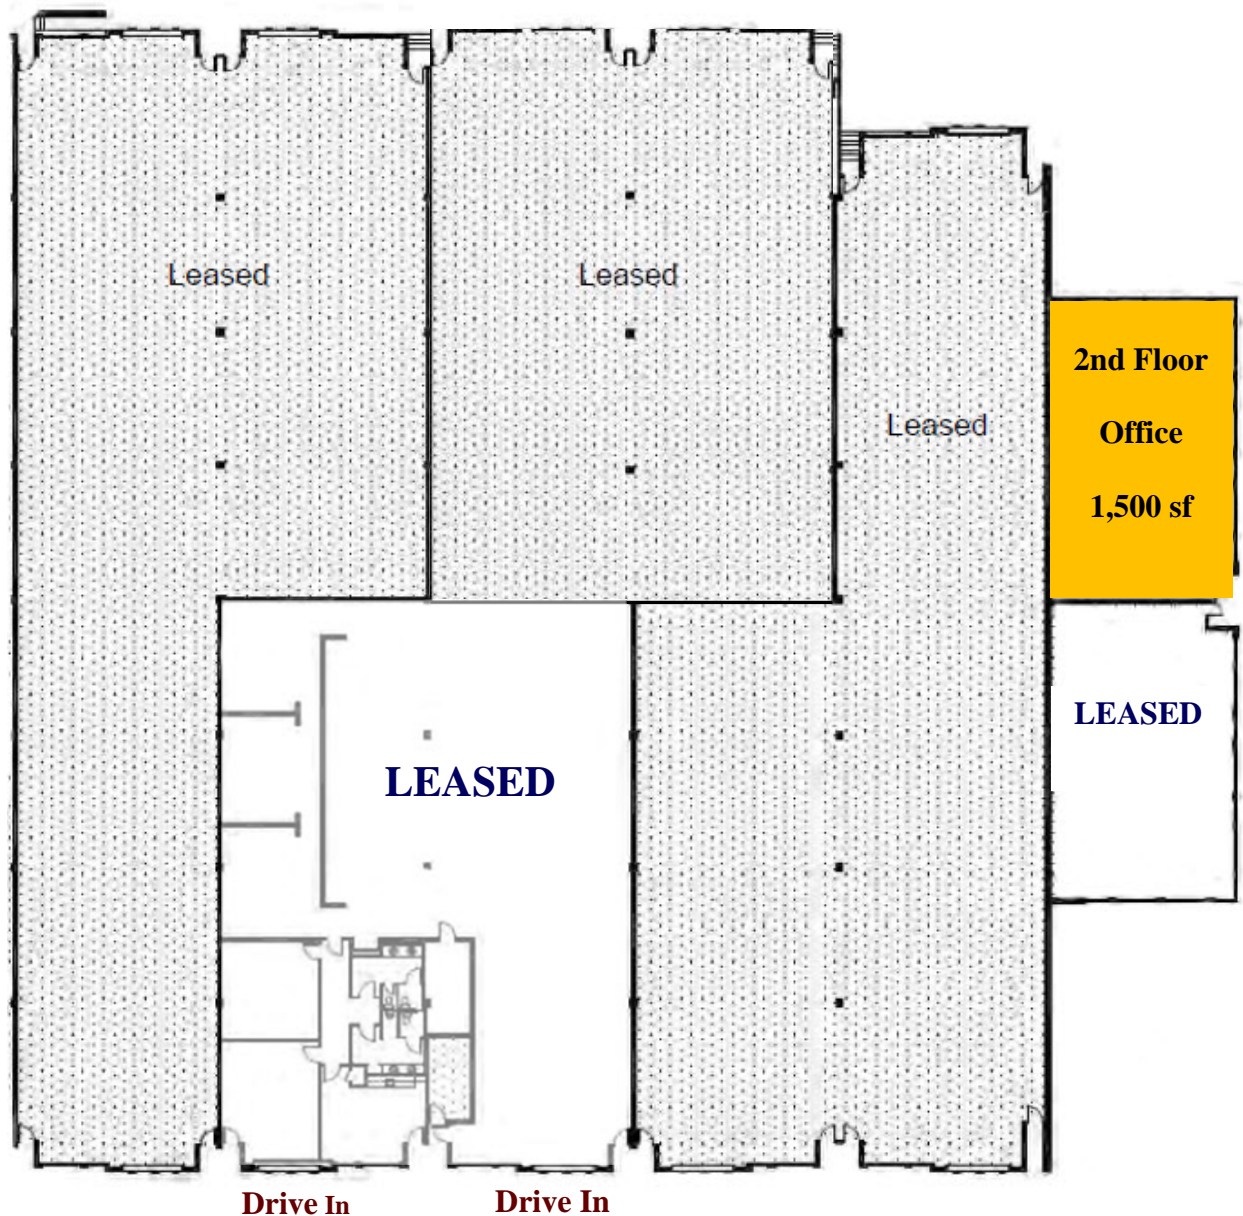 Leased
Leased
2nd Floor
Office
1,500 sf
Leased
LEASED
LEASED
Drive In
Drive In